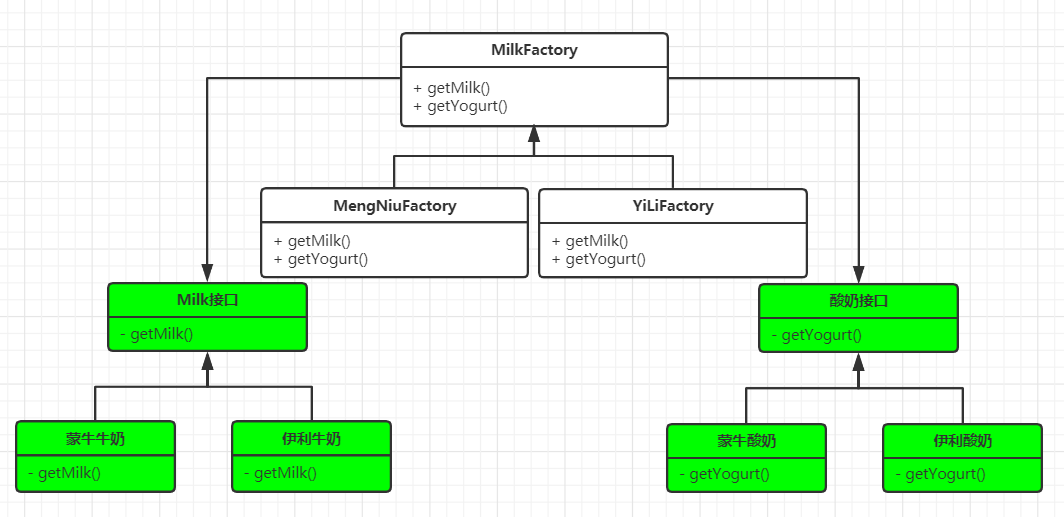 MilkFactory
+ getMilk()
+ getYogurt()
MengNiuFactory
+ getMilk()
+ getYogurt()
YiLiFactory
+ getMilk()
+ getYogurt()
Milk接口
- getMilk()
酸奶接口
- getYogurt()
蒙牛牛奶
- getMilk()
伊利牛奶
- getMilk()
蒙牛酸奶
- getYogurt()
伊利酸奶
- getYogurt()